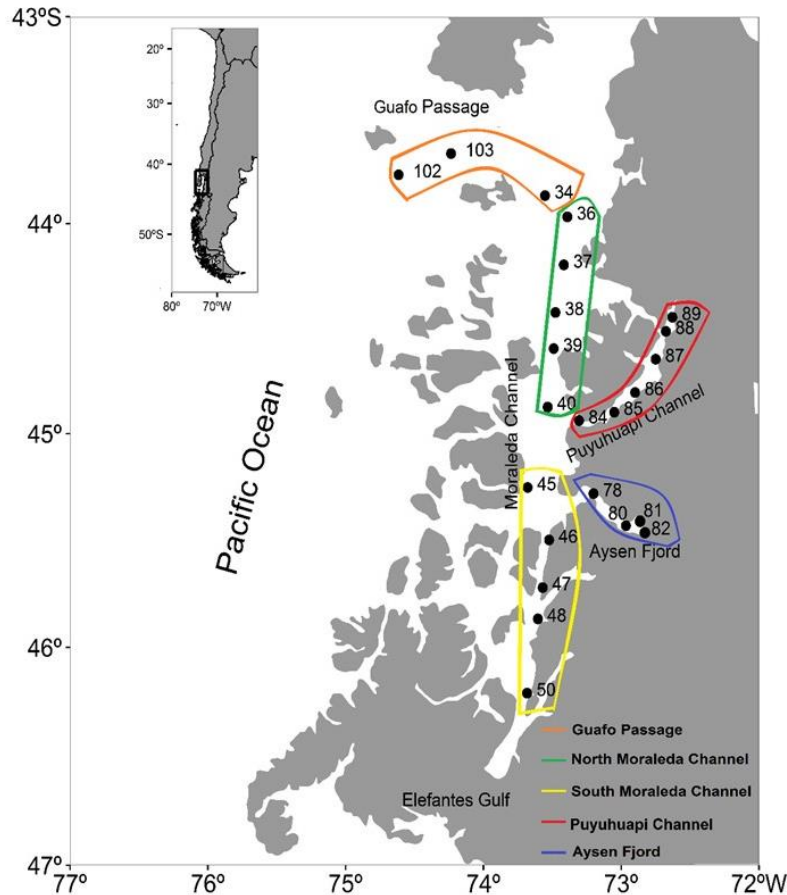 43ºS
20°
30°
40°
50ºS
80º
70ºW
Guafo Passage
103
102
34
44º
36
37
38
39
40
89
88
87
86
85
84
Puyuhuapi Channel
Moraleda Channel
Pacific Ocean
45º
45
78
81
80
82
Aysen Fjord
46
47
48
46º
50
Guafo Passage
North Moraleda Channel
South Moraleda Channel
Puyuhuapi Channel
Aysen Fjord
Elefantes Gulf
47º
77º
76º
75º
74º
73º
72ºW